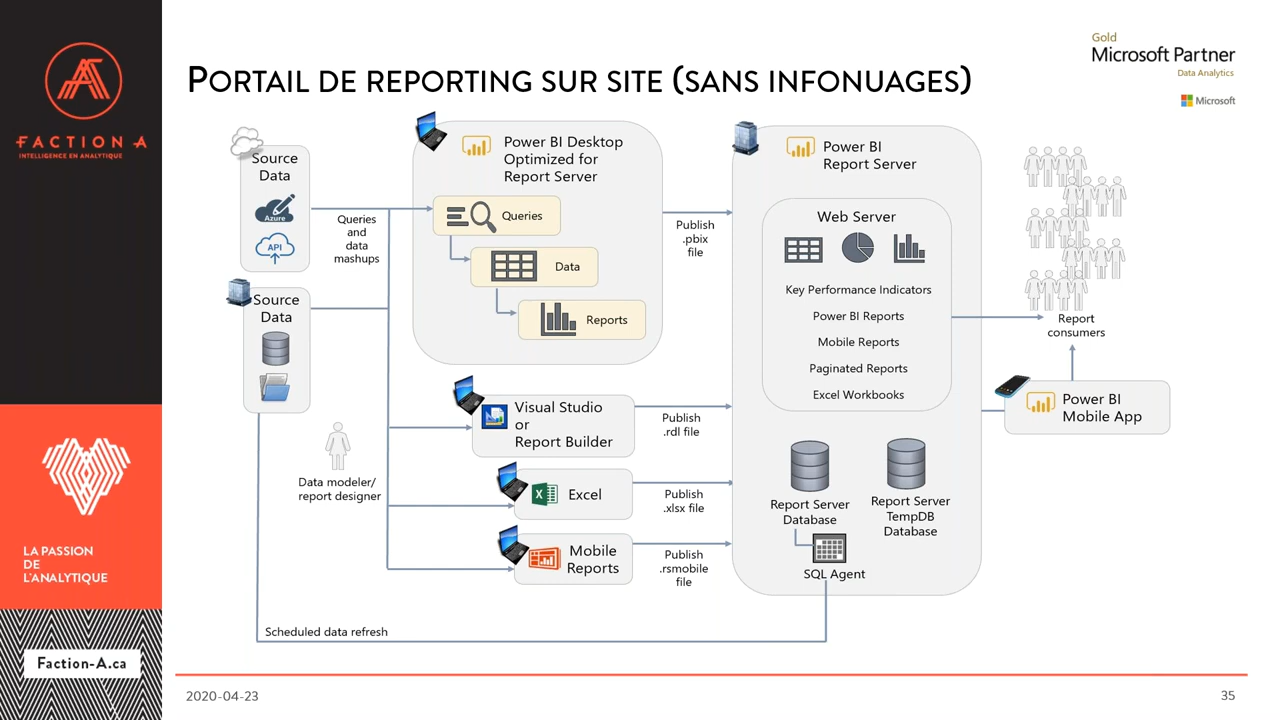 FACTION A
INTELLIGENCE EN ANALYTIQUE
LA PASSION
DE
L'ANALYTIQUE
Faction-A.ca
PORTAIL DE REPORTING SUR SITE (SANS INFONUAGES)
Gold
Microsoft Partner
Data Analytics
Microsoft
Source
Data
Azure
API
Source
Data
Queries
and
data
mashups
Power BI Desktop
Optimized for
Report Server
Queries
Data
Reports
Publish
.pbix
file
Visual Studio
or
Report Builder
Publish
.rdl file
Data modeler/
report designer
Excel
Publish
.xlsx file
Mobile
Reports
Publish
.rsmobile
file
Power BI
Report Server
Web Server
Key Performance Indicators
Power BI Reports
Mobile Reports
Paginated Reports
Excel Workbooks
Report Server
Database
Report Server
TempDB
Database
SQL Agent
Report
consumers
Power BI
Mobile App
Scheduled data refresh
2020-04-23
35